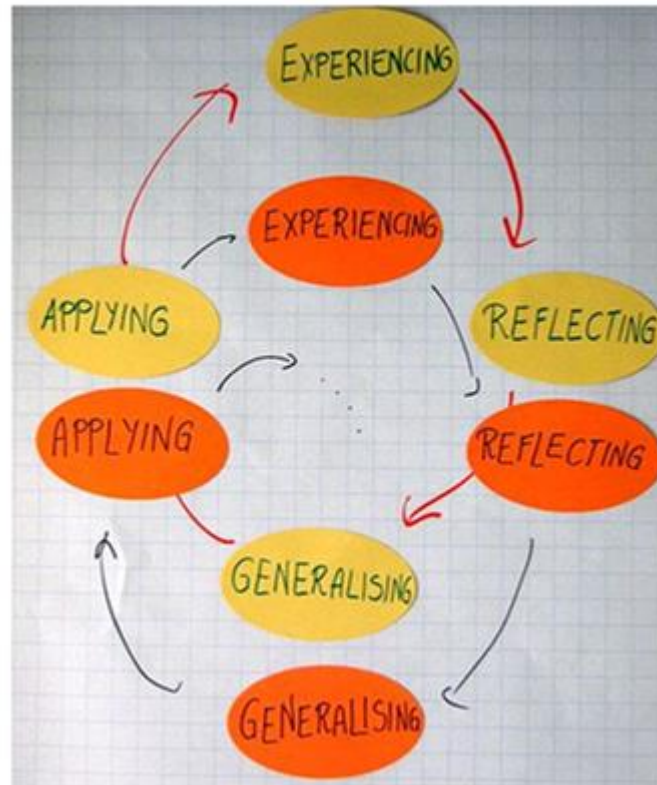 EXPERIENCING
EXPERIENCING
APPLYING
REFLECTING
APPLYING
REFLECTING
GENERALISING
GENERALISING